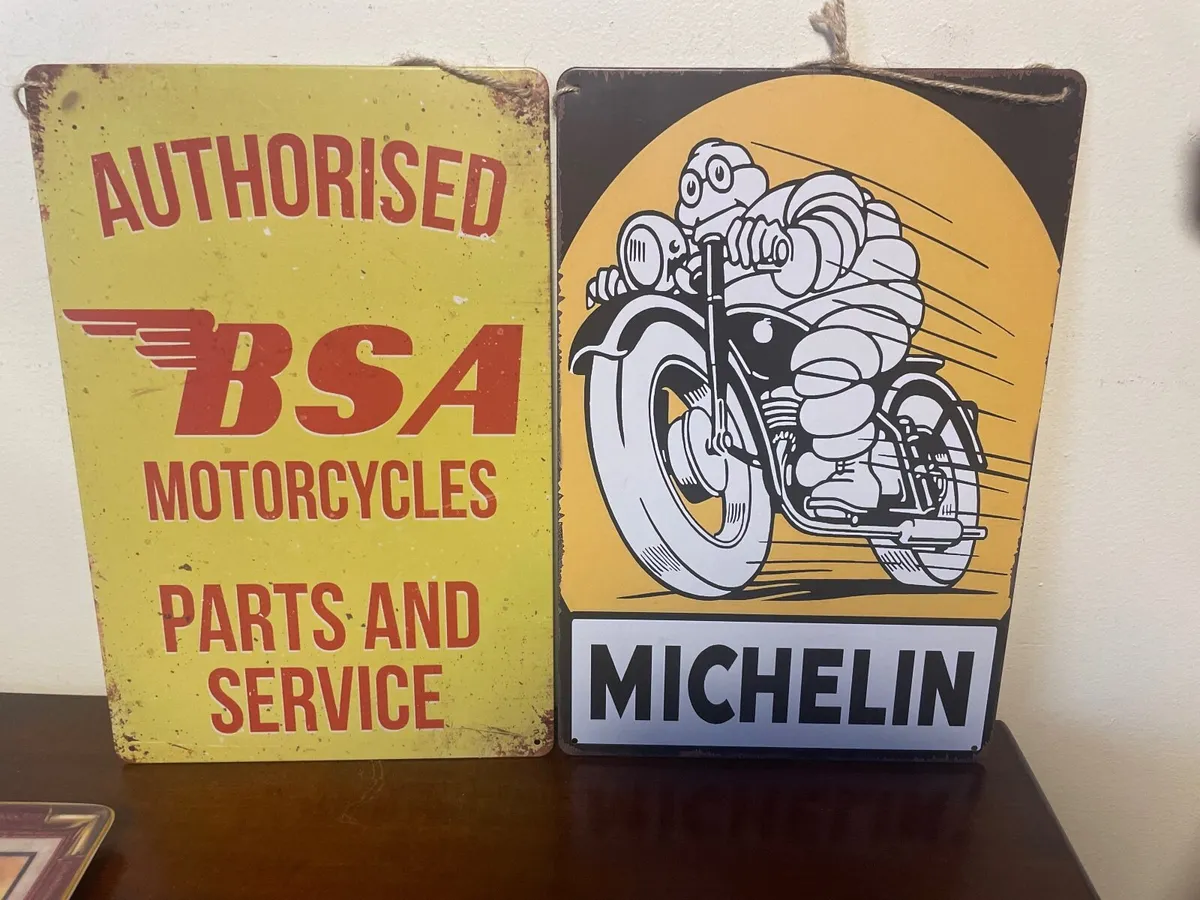 AUTHORISED
BSA
MOTORCYCLES
PARTS AND
SERVICE
MICHELIN